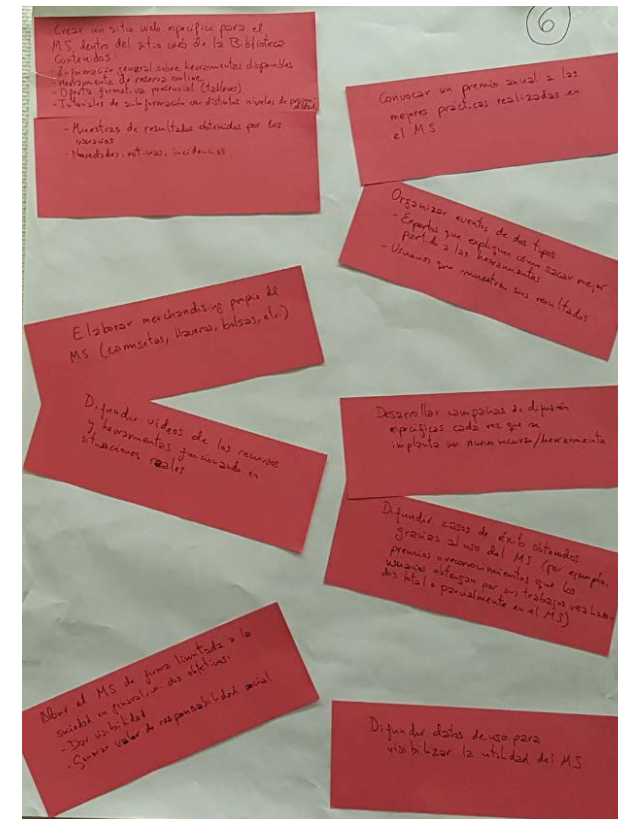 6
Crear un sitio web específico para el
MS dentro del sitio web de la Biblioteca
Contenidos:
- Información general sobre herramientas disponibles
- Herramienta de reserva online
- Oferta formativa presencial (talleres)
- Tutoriales de autoformación con distintos niveles de profundidad
- Muestras de resultados obtenidos por los
usuarios
- Novedades, noticias, incidencias
Convocar un premio anual a las
mejores prácticas realizadas en
el MS
Organizar eventos de dos tipos
- Expertos que expliquen cómo sacar mejor
partido a las herramientas
- Usuarios que muestren sus resultados
Elaborar merchandising propio del
MS (camisetas, llaveros, bolsas, etc.)
Difundir vídeos de los recursos
y herramientas funcionando en
situaciones reales
Desarrollar campañas de difusión
específicas cada vez que se
implanta un nuevo recurso/herramienta
Difundir casos de éxito obtenidos
gracias al uso del MS (por ejemplo,
premios o reconocimientos que los
usuarios obtengan por sus trabajos realiza-
dos total o parcialmente en el MS)
Abrir el MS de forma limitada a la
sociedad en general, con dos objetivos:
- Dar visibilidad
- Generar valor de responsabilidad social
Difundir datos de uso para
visibilizar la utilidad del MS